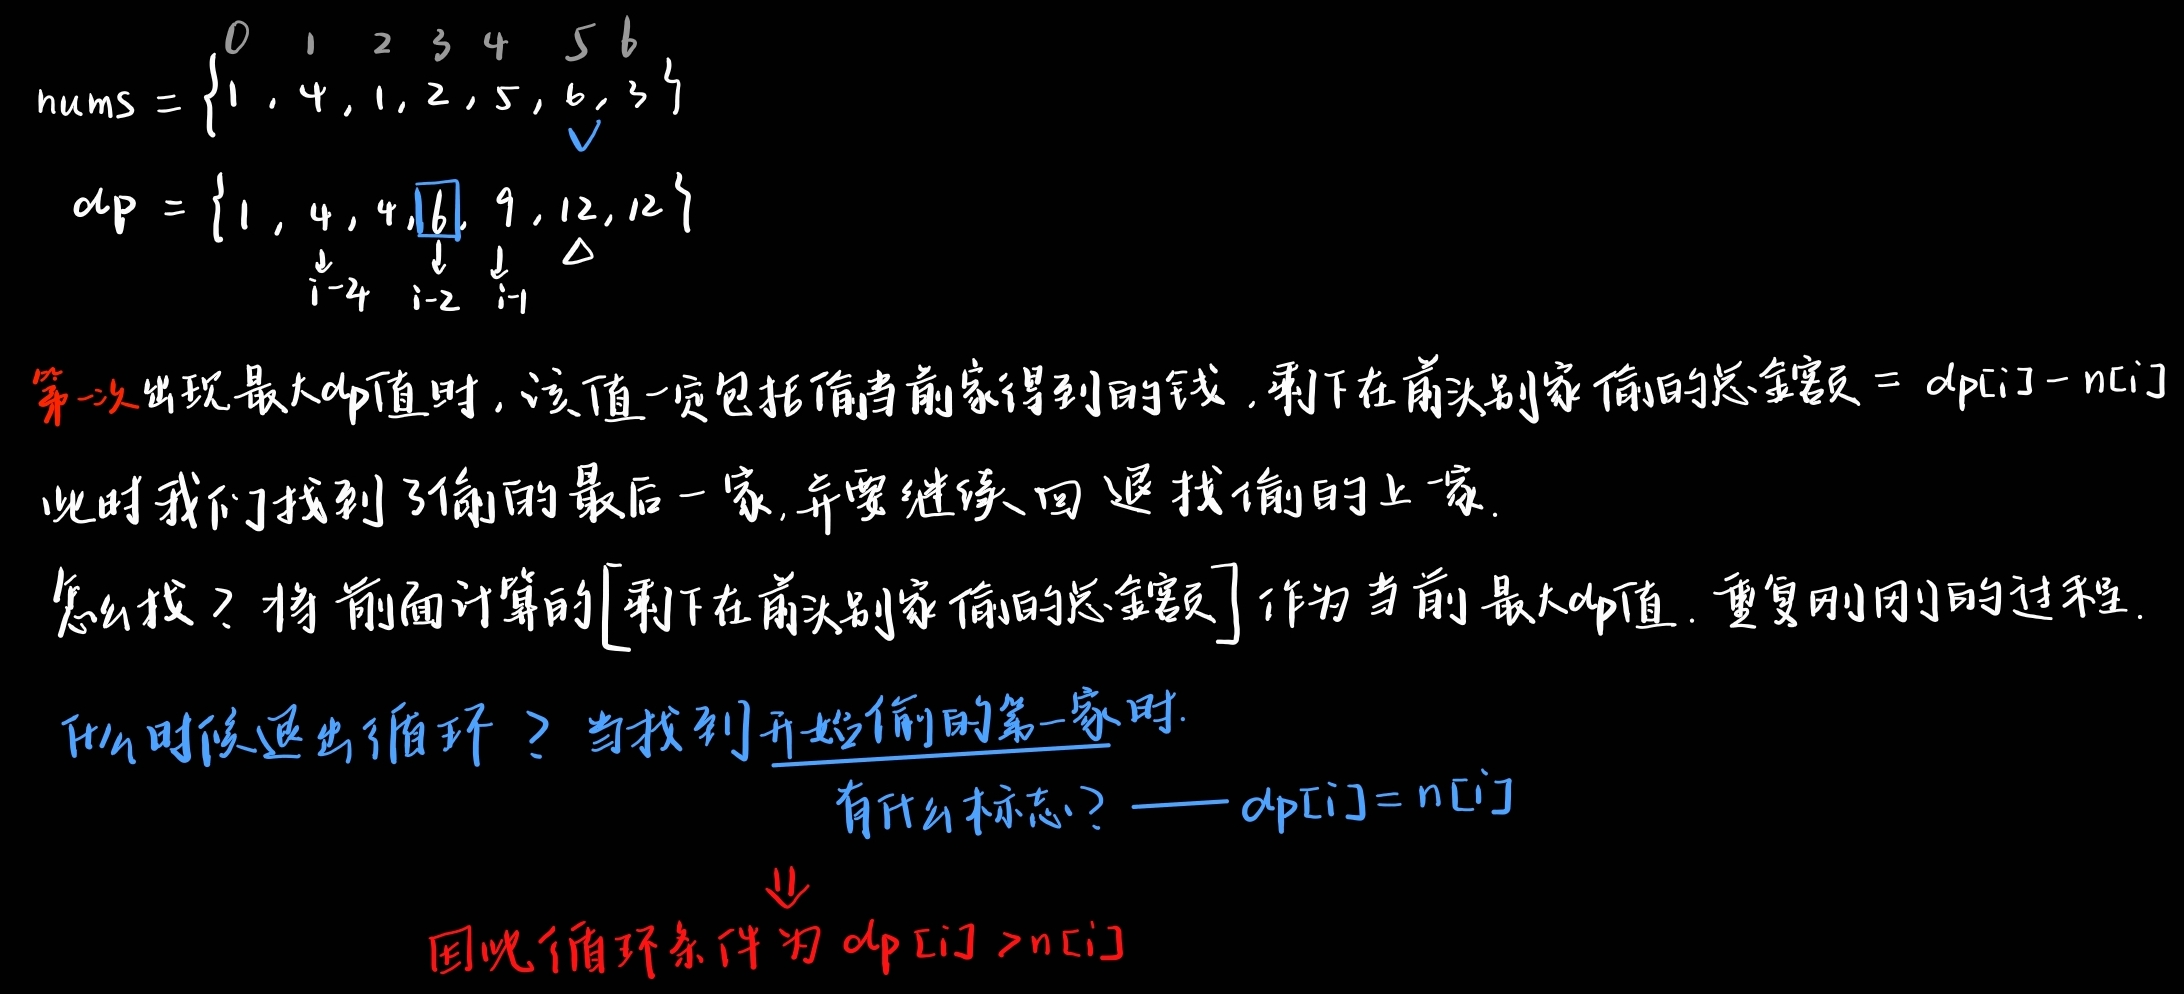 0 1 2 3 4 5 6
nums = {1, 4, 1, 2, 5, 6, 3}
dp = {1, 4, 4, 6, 9, 12, 12}
i-4 i-2 i-1
第一次出现最大dp值时,该值一定包括偷当前家得到的钱,剩下在前头别家偷的总金额 = dp[i] - n[i]
此时我们找到了偷的最后一家,并要继续回退找偷的上一家.
怎么找?将前面计算的[剩下在前头别家偷的总金额]作为当前最大dp值.重复刚刚的过程.
什么时候退出循环?当找到开始偷的第一家时.
有什么标志?——dp[i]=n[i]
⇓
因此循环条件为 dp[i]>n[i]